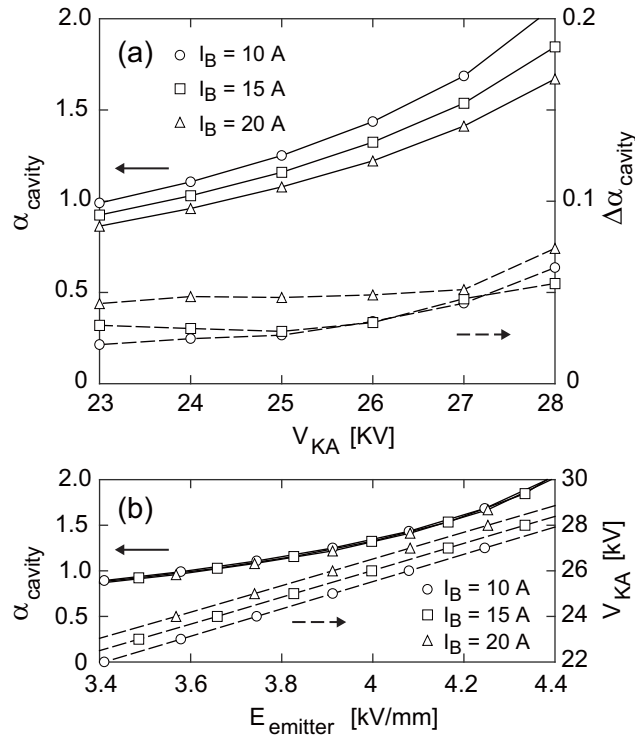 2.0
1.5
1.0
0.5
0
α_cavity
(a)
I_B = 10 A
I_B = 15 A
I_B = 20 A
0.2
0.1
0
Δα_cavity
23 24 25 26 27 28
V_KA [KV]
2.0
1.5
1.0
0.5
0
α_cavity
(b)
30
28
26
24
22
V_KA [kV]
I_B = 10 A
I_B = 15 A
I_B = 20 A
3.4 3.6 3.8 4 4.2 4.4
E_emitter [kV/mm]